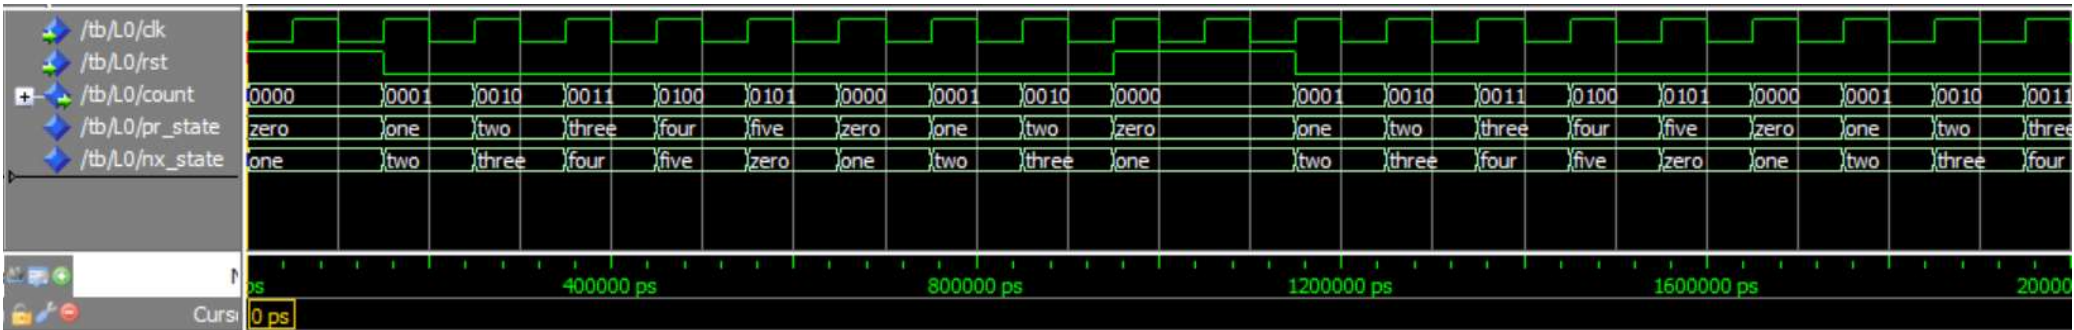 /tb/L0/clk
/tb/L0/rst
/tb/L0/count 0000 0001 0010 0011 0100 0101 0000 0001 0010 0000 0001 0010 0011 0100 0101 0000 0001 0010 0011
/tb/L0/pr_state zero one two three four five zero one two zero one two three four five zero one two three
/tb/L0/nx_state one two three four five zero one two three one two three four five zero one two three four
ps 400000 ps 800000 ps 1200000 ps 1600000 ps 20000
Curs 0 ps